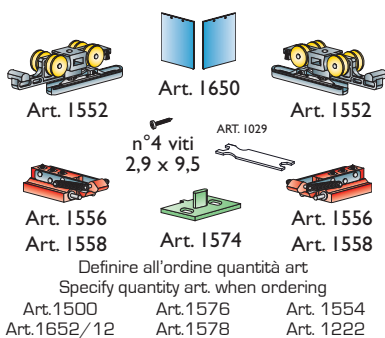 Art. 1650
Art. 1552
Art. 1552
ART. 1029
n°4 viti
2,9 x 9,5
Art. 1556
Art. 1558
Art. 1574
Art. 1556
Art. 1558
Definire all'ordine quantità art
Specify quantity art. when ordering
Art.1500 Art.1576 Art. 1554
Art.1652/12 Art.1578 Art. 1222